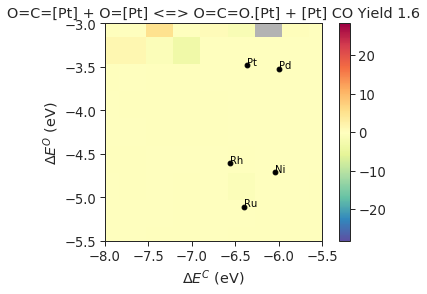 O=C=[Pt] + O=[Pt] <=> O=C=O.[Pt] + [Pt] CO Yield 1.6
−3.0
−3.5
−4.0
−4.5
−5.0
−5.5
ΔE^O (eV)
Pt
Pd
Rh
Ni
Ru
−8.0 −7.5 −7.0 −6.5 −6.0 −5.5
ΔE^C (eV)
20
10
0
−10
−20